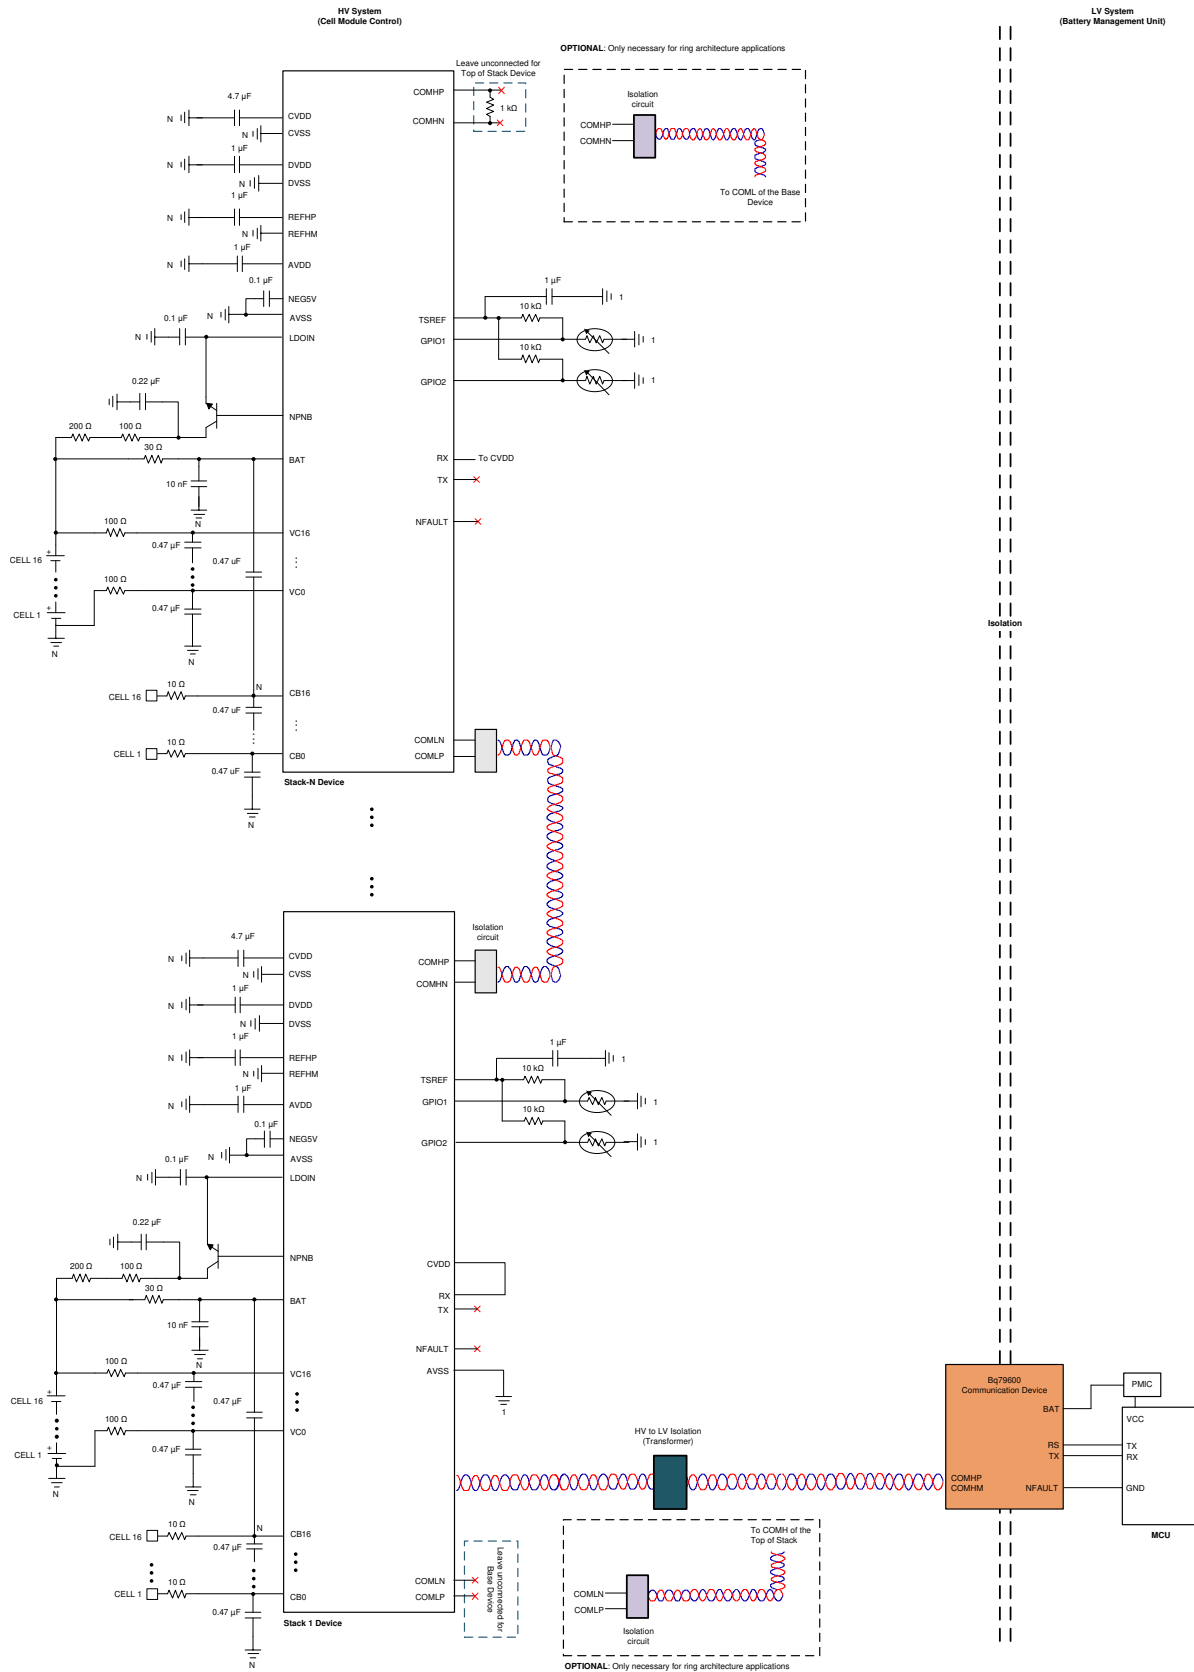 HV System
(Cell Module Control)
LV System
(Battery Management Unit)
OPTIONAL: Only necessary for ring architecture applications
Leave unconnected for
Top of Stack Device
COMHP
1 kΩ
COMHN
Isolation
circuit
COMHP
COMHN
To COML of the Base
Device
4.7 µF
N
CVDD
N
CVSS
1 µF
N
DVDD
N
DVSS
1 µF
N
REFHP
N
REFHM
1 µF
N
AVDD
0.1 µF
NEG5V
N
AVSS
0.1 µF
N
LDOIN
1 µF
1
10 kΩ
TSREF
GPIO1
1
10 kΩ
GPIO2
1
0.22 µF
NPNB
200 Ω
100 Ω
30 Ω
BAT
10 nF
N
RX
To CVDD
TX
NFAULT
100 Ω
VC16
0.47 µF
0.47 uF
CELL 16
+
100 Ω
VC0
0.47 µF
CELL 1
+
N
N
Isolation
10 Ω
N
CELL 16
CB16
0.47 uF
10 Ω
CELL 1
CB0
0.47 uF
N
COMLN
COMLP
Stack-N Device
Isolation
circuit
COMHP
COMHN
4.7 µF
N
CVDD
N
CVSS
1 µF
N
DVDD
N
DVSS
1 µF
N
REFHP
N
REFHM
1 µF
N
AVDD
0.1 µF
NEG5V
N
AVSS
0.1 µF
N
LDOIN
1 µF
1
10 kΩ
TSREF
GPIO1
1
10 kΩ
GPIO2
1
0.22 µF
NPNB
200 Ω
100 Ω
30 Ω
BAT
10 nF
N
CVDD
RX
TX
NFAULT
AVSS
1
100 Ω
VC16
0.47 µF
0.47 µF
CELL 16
+
100 Ω
VC0
0.47 µF
CELL 1
+
N
N
HV to LV Isolation
(Transformer)
Bq79600
Communication Device
BAT
RS
TX
COMHP
COMHM
NFAULT
PMIC
VCC
TX
RX
GND
MCU
10 Ω
N
CELL 16
CB16
0.47 µF
10 Ω
CELL 1
CB0
0.47 µF
N
COMLN
COMLP
Leave unconnected for
Base Device
Stack 1 Device
To COMH of the
Top of Stack
COMLN
COMLP
Isolation
circuit
OPTIONAL: Only necessary for ring architecture applications